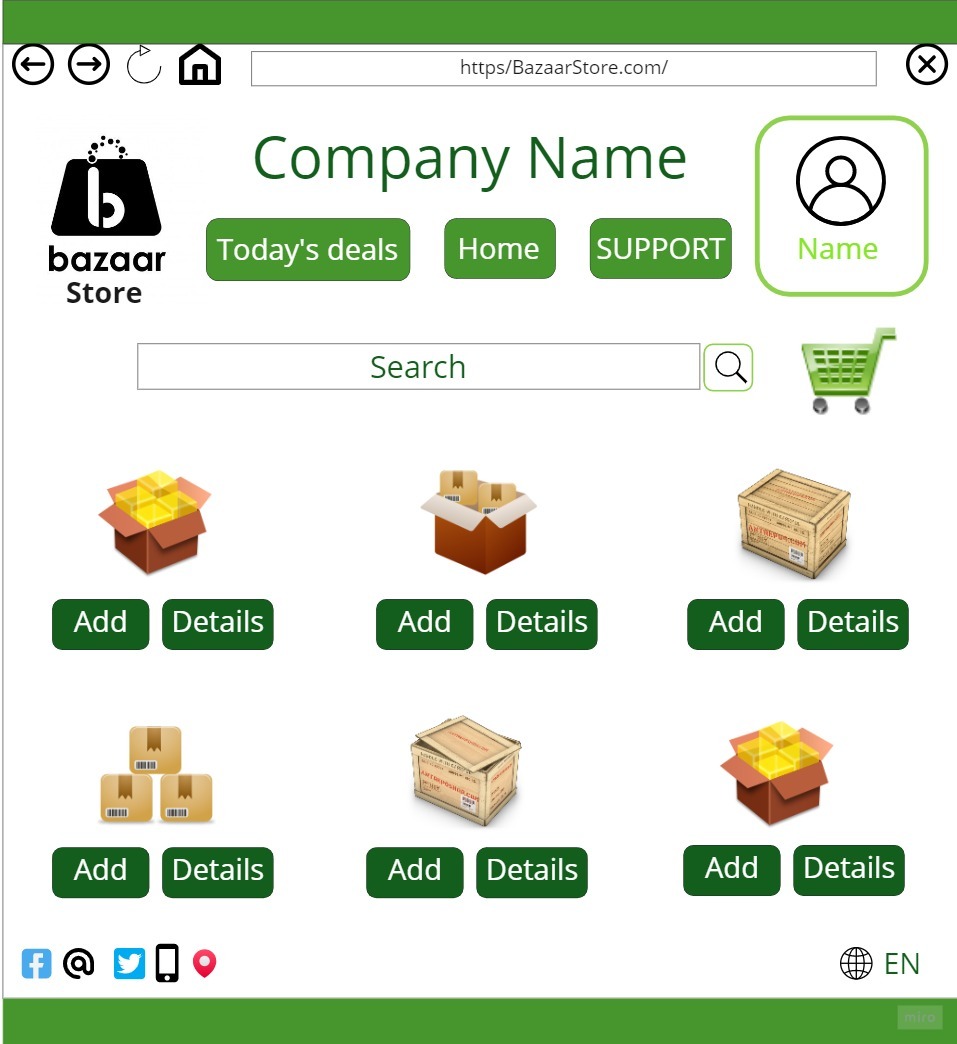 https/BazaarStore.com/
Company Name
b
bazaar
Store
Today's deals
Home
SUPPORT
Name
Search
Add
Details
Add
Details
Add
Details
Add
Details
Add
Details
Add
Details
EN
miro